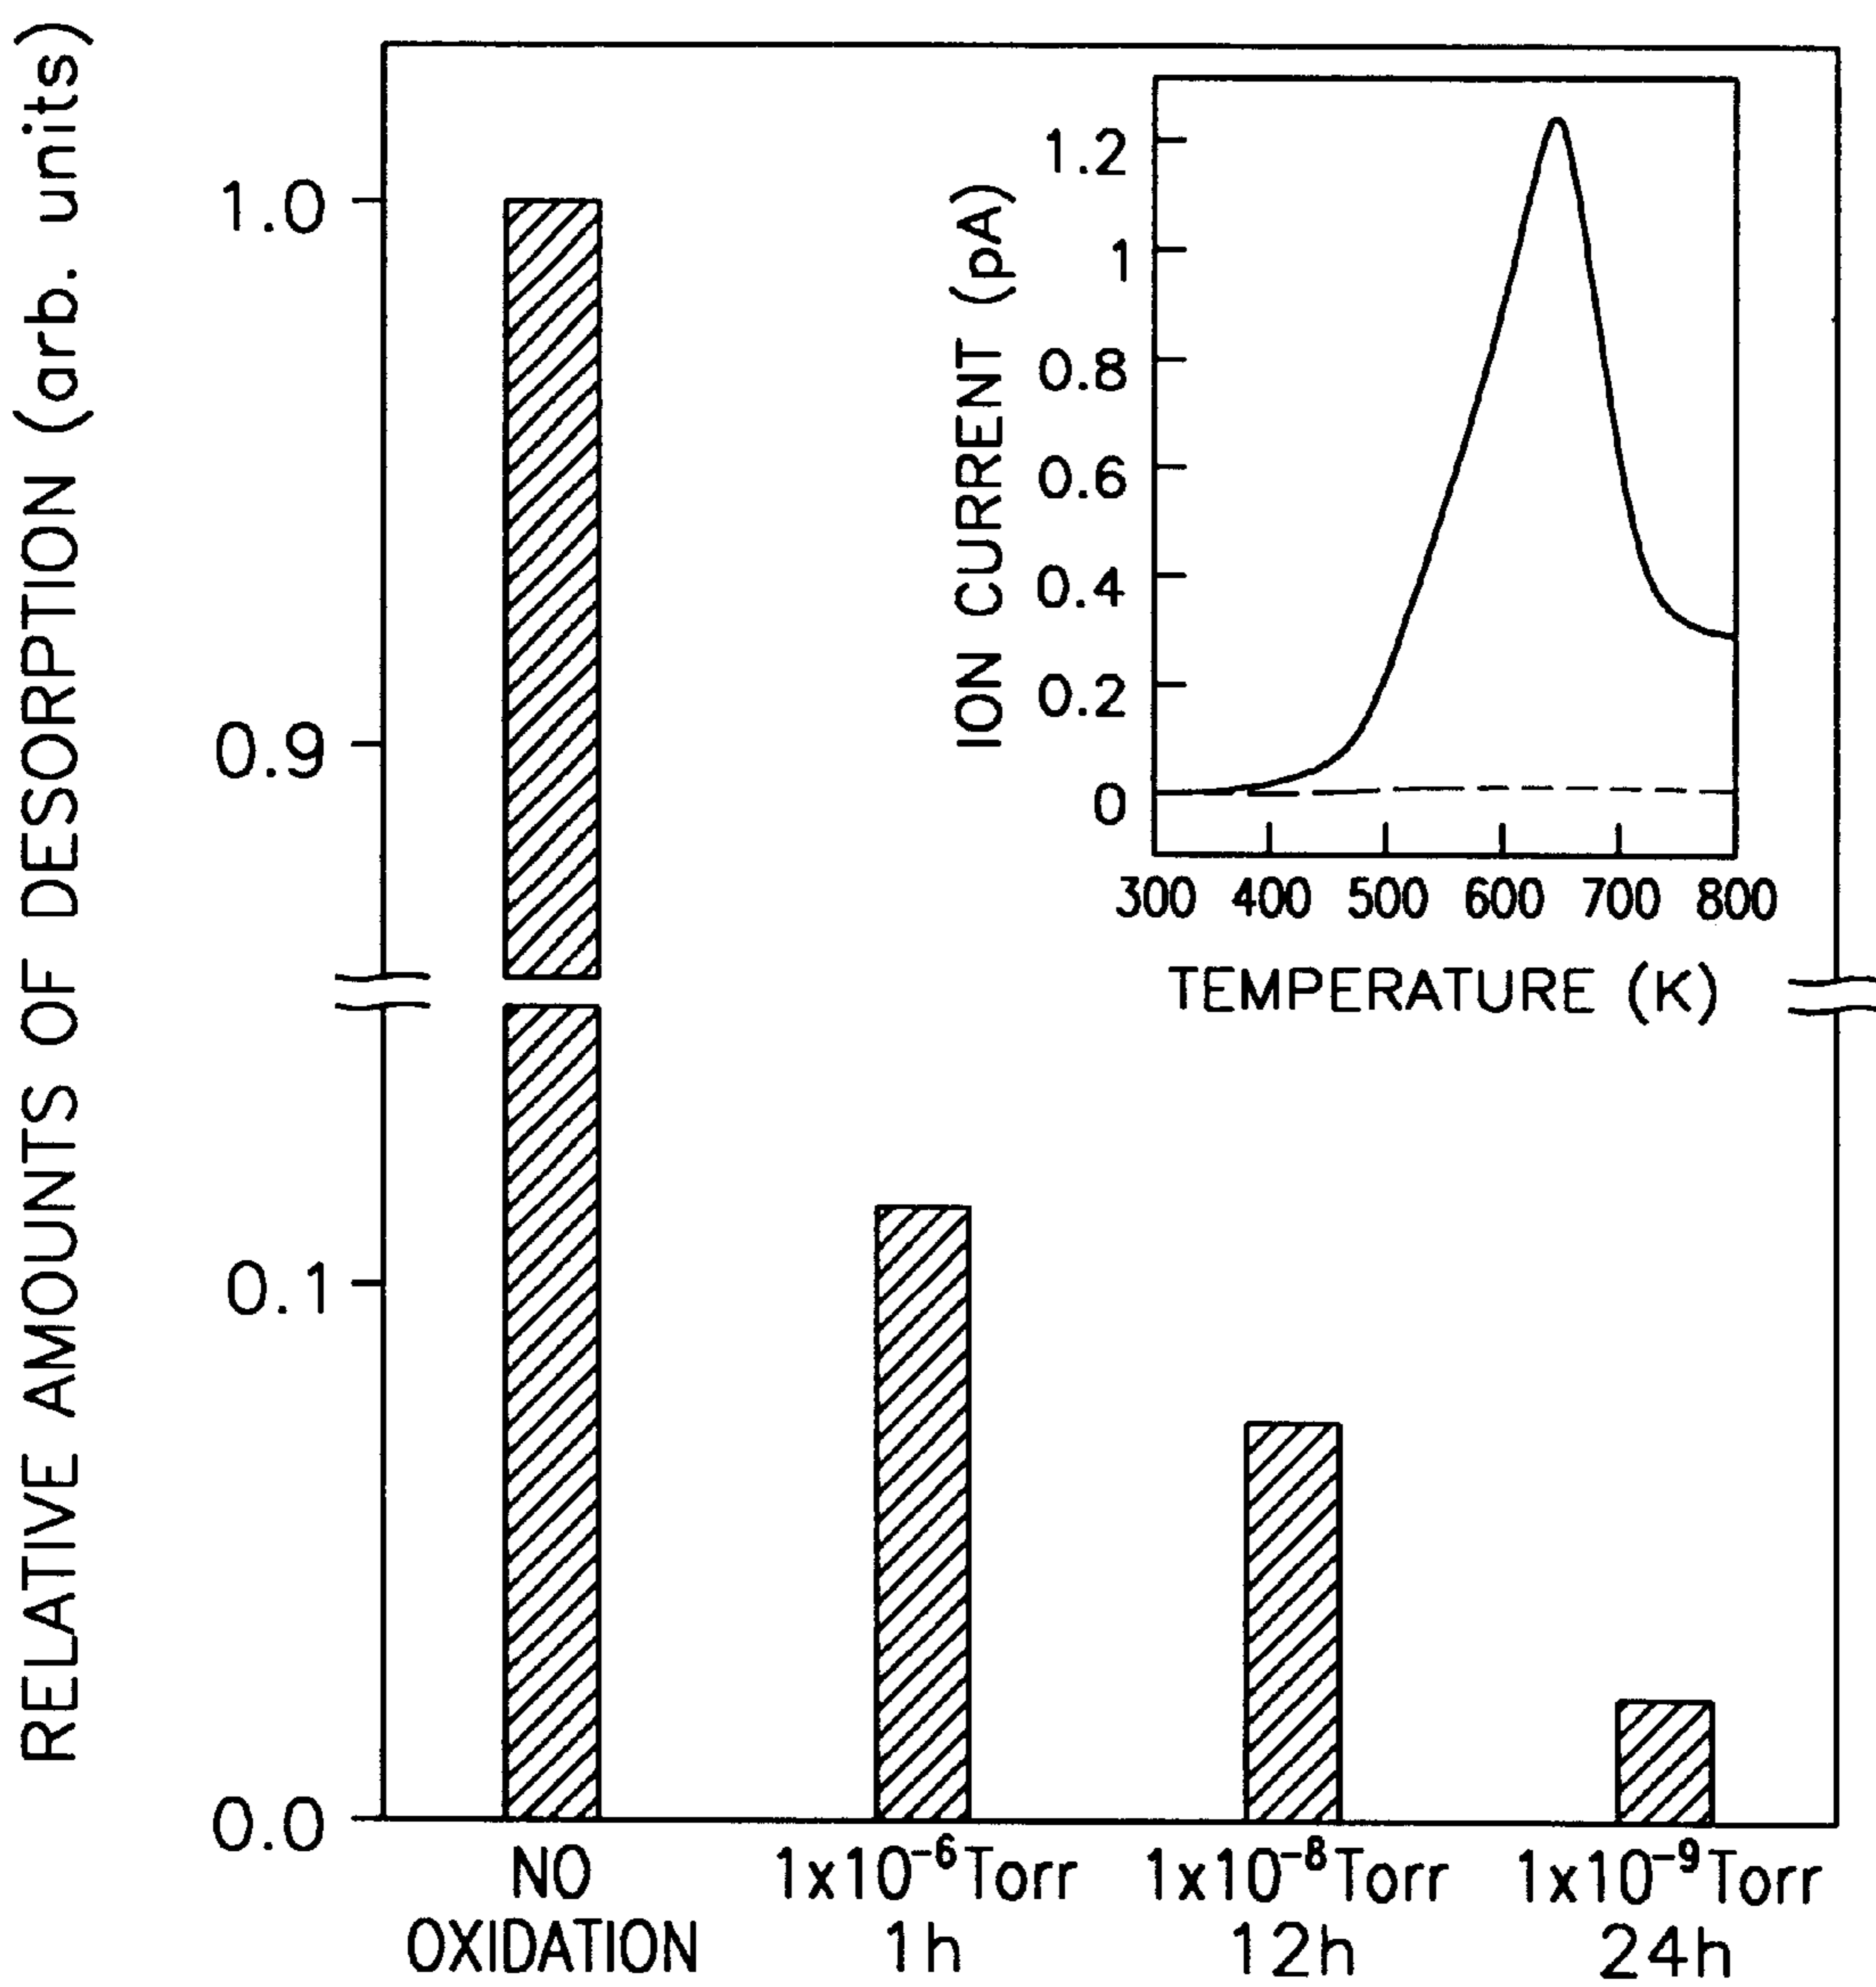 RELATIVE AMOUNTS OF DESORPTION (arb. units)
1.0
0.9
0.1
0.0
ION CURRENT (pA)
1.2
1
0.8
0.6
0.4
0.2
0
300 400 500 600 700 800
TEMPERATURE (K)
NO OXIDATION
1x10⁻⁶Torr 1h
1x10⁻⁸Torr 12h
1x10⁻⁹Torr 24h